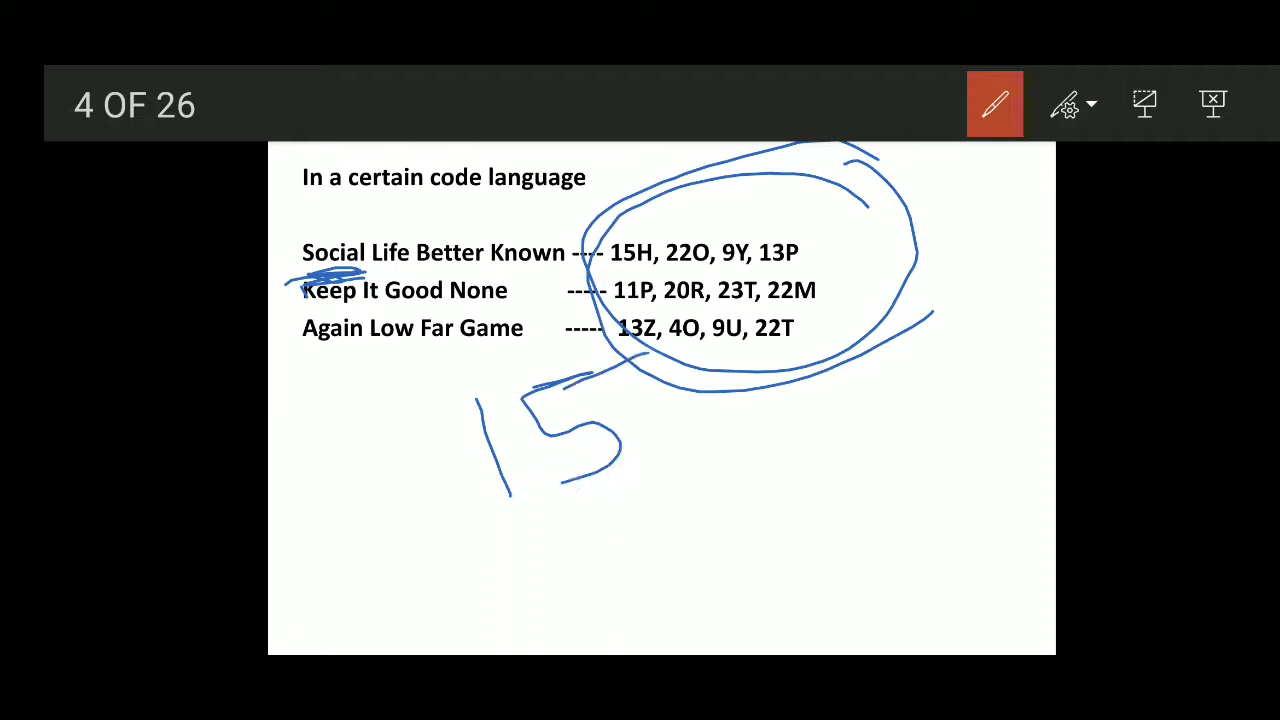 4 OF 26
In a certain code language
Social Life Better Known ---- 15H, 22O, 9Y, 13P
Keep It Good None ----- 11P, 20R, 23T, 22M
Again Low Far Game ----- 13Z, 4O, 9U, 22T
15